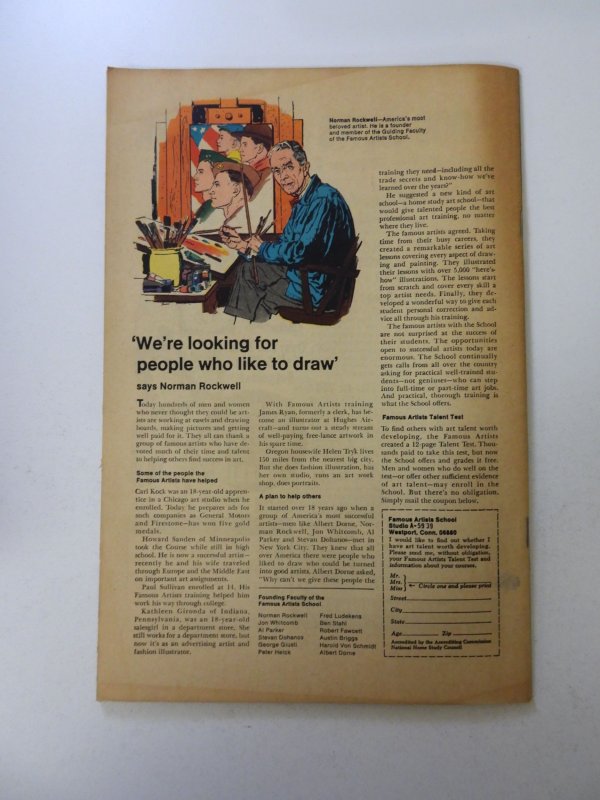 Norman Rockwell—America's most
beloved artist. He is a founder
and member of the Guiding Faculty
of the Famous Artists School.
'We're looking for
people who like to draw'
says Norman Rockwell
Today hundreds of men and women
who never thought they could be art-
ists are working at easels and drawing
boards, making pictures and getting
well paid for it. They all can thank a
group of famous artists who have de-
voted much of their time and talent
to helping others find success in art.
Some of the people the
Famous Artists have helped
Carl Kock was an 18-year-old appren-
tice in a Chicago art studio when he
enrolled. Today he prepares ads for
such companies as General Motors
and Firestone—has won five gold
medals.
Howard Sanden of Minneapolis
took the Course while still in high
school. He is now a successful artist—
recently he and his wife traveled
through Europe and the Middle East
on important art assignments.
Paul Sullivan enrolled at 14. His
Famous Artists training helped him
work his way through college.
Kathleen Gironda of Indiana,
Pennsylvania, was an 18-year-old
salesgirl in a department store. She
still works for a department store, but
now it's as an advertising artist and
fashion illustrator.
With Famous Artists training
James Ryan, formerly a clerk, has be-
come an illustrator at Hughes Air-
craft—and turns out a steady stream
of well-paying free-lance artwork in
his spare time.
Oregon housewife Helen Tryk lives
150 miles from the nearest big city.
But she does fashion illustration, has
her own studio, runs an art work
shop, does portraits.
A plan to help others
It started over 18 years ago when a
group of America's most successful
artists—men like Albert Dorne, Nor-
man Rockwell, Jon Whitcomb, Al
Parker and Stevan Dohanos—met in
New York City. They knew that all
over America there were people who
liked to draw who could be turned
into good artists. Albert Dorne asked,
"Why can't we give these people the
Founding Faculty of the
Famous Artists School
Norman Rockwell
Jon Whitcomb
Al Parker
Stevan Dohanos
George Giusti
Peter Helck
Fred Ludekens
Ben Stahl
Robert Fawcett
Austin Briggs
Harold Von Schmidt
Albert Dorne
training they need—including all the
trade secrets and know-how we've
learned over the years?"
He suggested a new kind of art
school—a home study art school—that
would give talented people the best
professional art training, no matter
where they live.
The famous artists agreed. Taking
time from their busy careers, they
created a remarkable series of art
lessons covering every aspect of draw-
ing and painting. They illustrated
their lessons with over 5,000 "here's-
how" illustrations. The lessons start
from scratch and cover every skill a
top artist needs. Finally, they de-
veloped a wonderful way to give each
student personal correction and ad-
vice all through his training.
The famous artists with the School
are not surprised at the success of
their students. The opportunities
open to successful artists today are
enormous. The School continually
gets calls from all over the country
asking for practical well-trained stu-
dents—not geniuses—who can step
into full-time or part-time art jobs.
And practical, thorough training is
what the School offers.
Famous Artists Talent Test
To find others with art talent worth
developing, the Famous Artists
created a 12-page Talent Test. Thou-
sands paid to take this test, but now
the School offers and grades it free.
Men and women who do well on the
test—or offer other sufficient evidence
of art talent—may enroll in the
School. But there's no obligation.
Simply mail the coupon below.
Famous Artists School
Studio A-5939
Westport, Conn. 06880
I would like to find out whether I
have art talent worth developing.
Please send me, without obligation,
your Famous Artists Talent Test and
information about your courses.
Mr.
Mrs. ← Circle one and please print
Miss
Street
City
State
Age Zip
Accredited by the Accrediting Commission
National Home Study Council